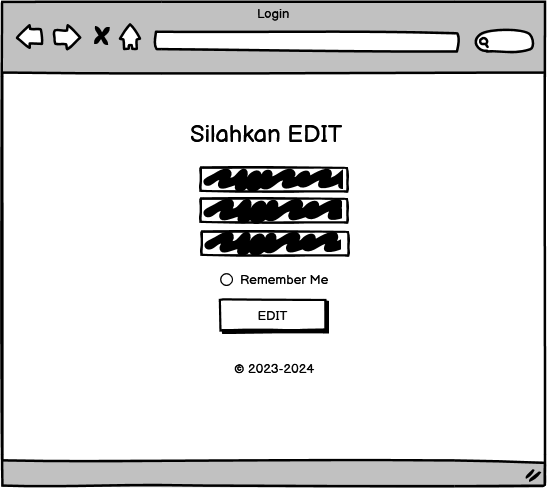 Login
Silahkan EDIT
Remember Me
EDIT
© 2023-2024